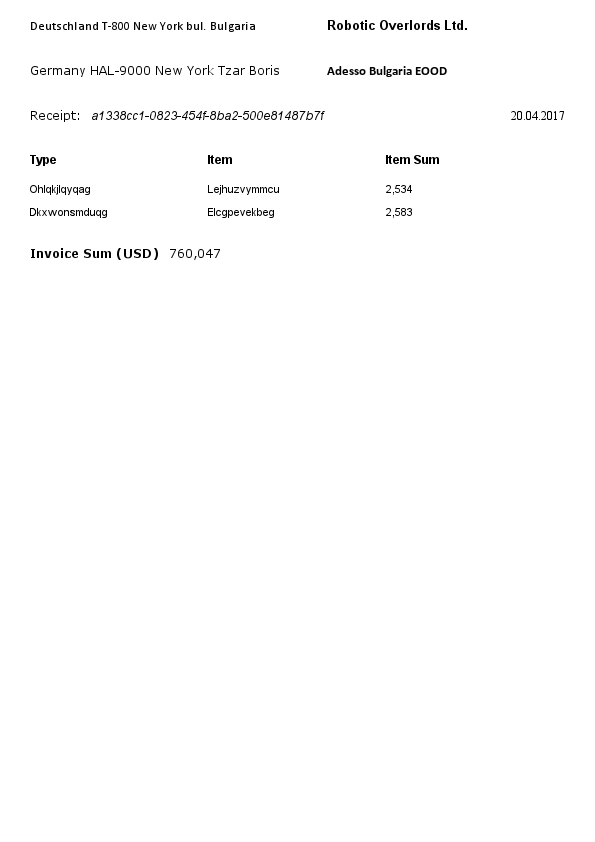 Deutschland T-800 New York bul. Bulgaria Robotic Overlords Ltd.
Germany HAL-9000 New York Tzar Boris Adesso Bulgaria EOOD
Receipt: a1338cc1-0823-454f-8ba2-500e81487b7f 20.04.2017
Type Item Item Sum
Ohlqkjlqyqag Lejhuzvymmcu 2,534
Dkxwonsmduqg Elcgpevekbeg 2,583
Invoice Sum (USD) 760,047